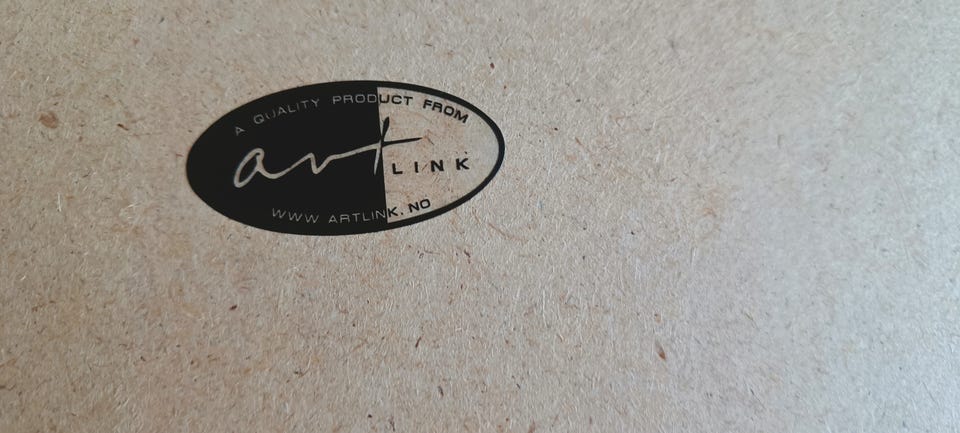 A QUALITY PRODUCT FROM
art
LINK
WWW ARTLINK.NO